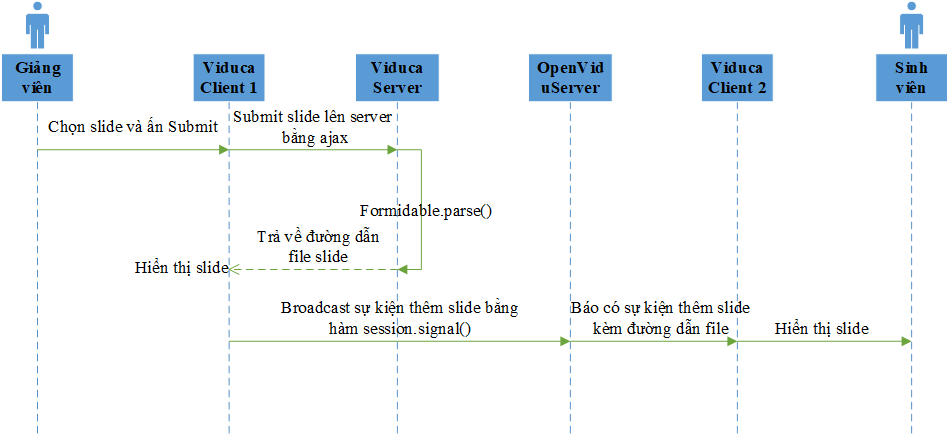 Giảng
viên
Viduca
Client 1
Viduca
Server
OpenVid
uServer
Viduca
Client 2
Sinh
viên
Chọn slide và ấn Submit
Submit slide lên server
bằng ajax
Formidable.parse()
Trả về đường dẫn
file slide
Hiển thị slide
Broadcast sự kiện thêm slide bằng
hàm session.signal()
Báo có sự kiện thêm slide
kèm đường dẫn file
Hiển thị slide